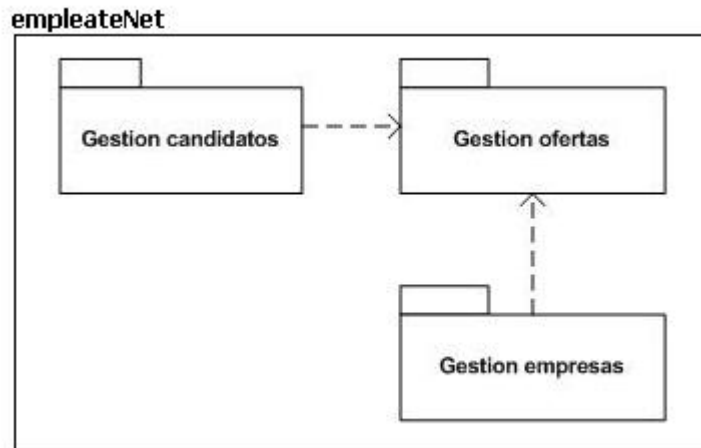 empleateNet
Gestion candidatos
Gestion ofertas
Gestion empresas